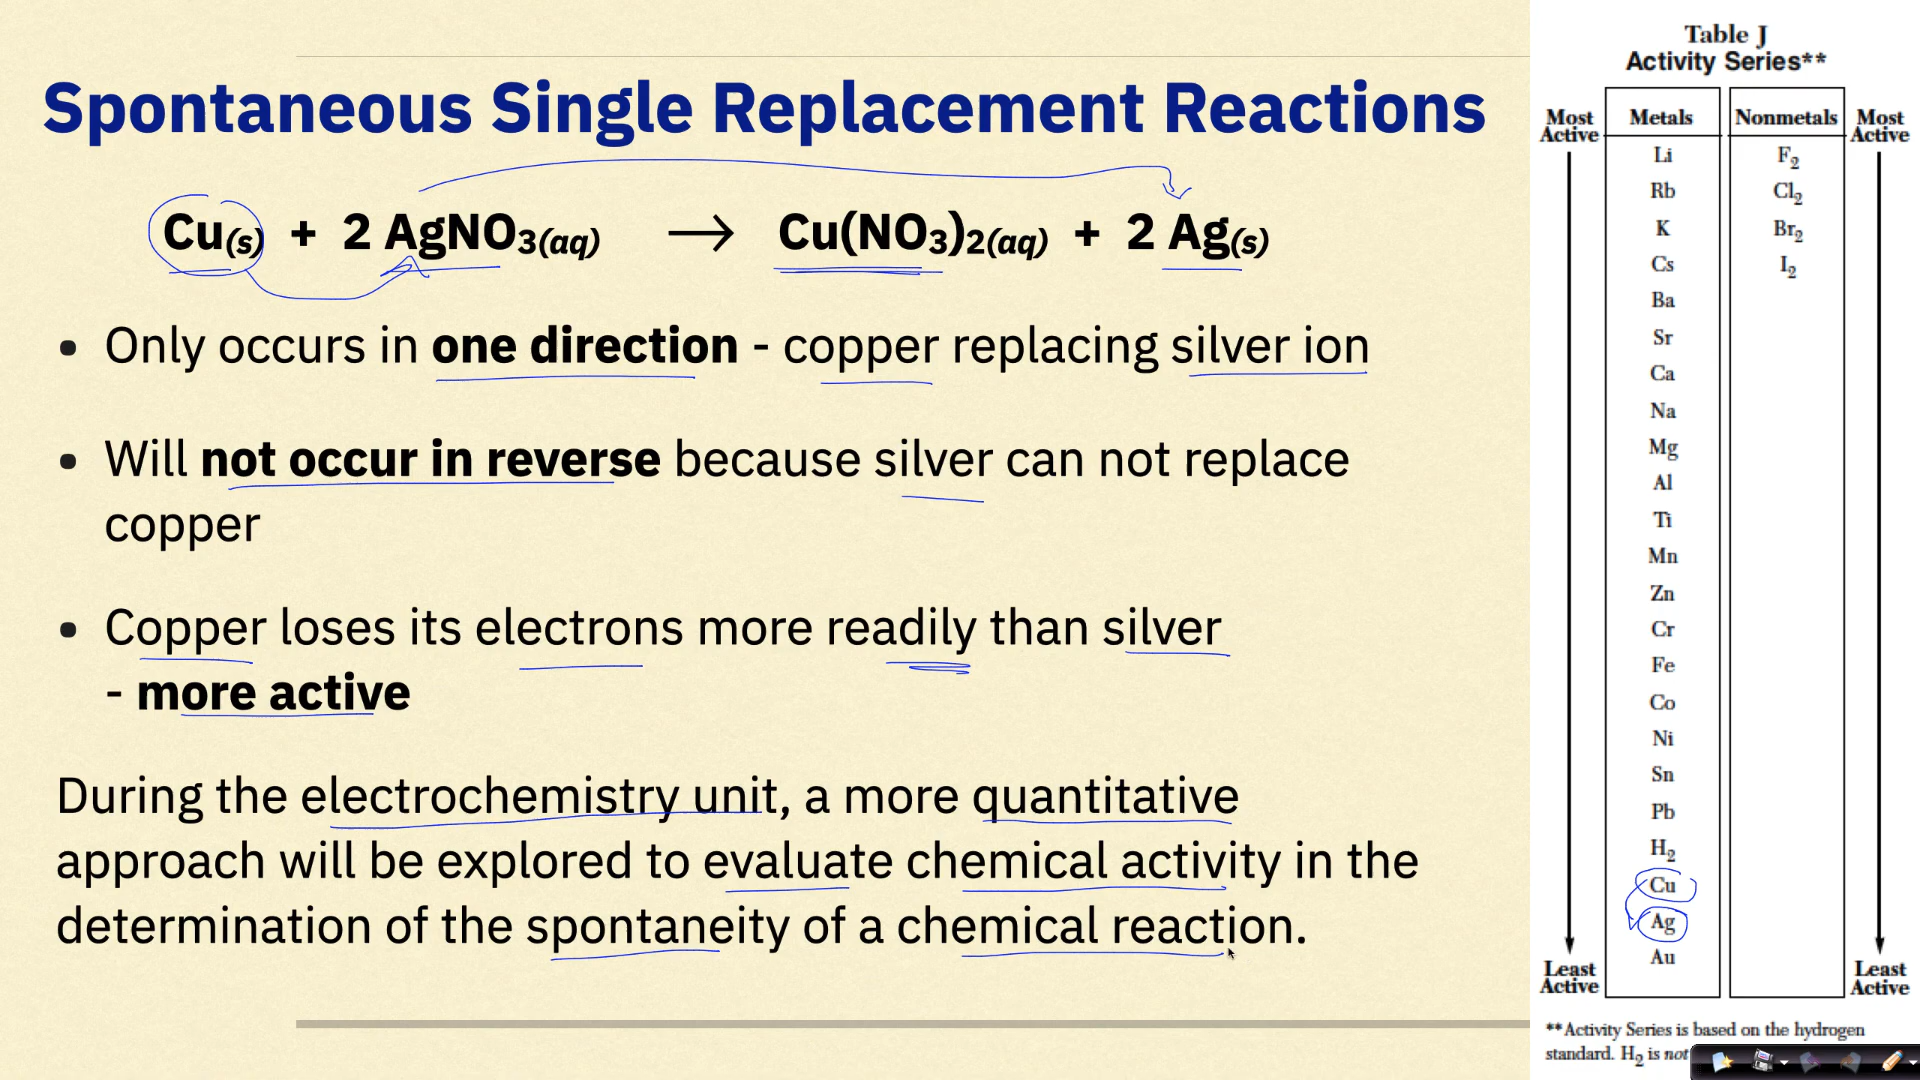 Spontaneous Single Replacement Reactions
Cu(s) + 2 AgNO3(aq) → Cu(NO3)2(aq) + 2 Ag(s)
• Only occurs in one direction - copper replacing silver ion
• Will not occur in reverse because silver can not replace
copper
• Copper loses its electrons more readily than silver
- more active
During the electrochemistry unit, a more quantitative
approach will be explored to evaluate chemical activity in the
determination of the spontaneity of a chemical reaction.
Table J
Activity Series**
Most Active Metals Nonmetals Most Active
Li F2
Rb Cl2
K Br2
Cs I2
Ba
Sr
Ca
Na
Mg
Al
Ti
Mn
Zn
Cr
Fe
Co
Ni
Sn
Pb
H2
Cu
Ag
Au
Least Active Least Active
**Activity Series is based on the hydrogen
standard. H2 is not